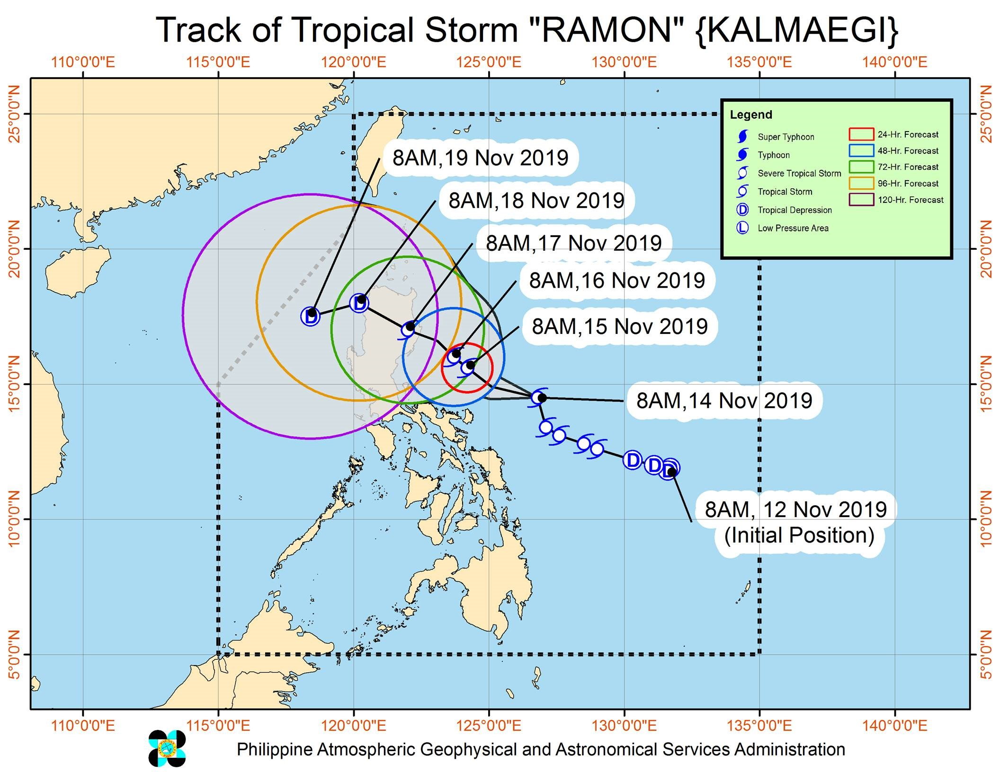 Track of Tropical Storm "RAMON" {KALMAEGI}
110°0'0"E 115°0'0"E 120°0'0"E 125°0'0"E 130°0'0"E 135°0'0"E 140°0'0"E
25°0'0"N
25°0'0"N
Legend
Super Typhoon
Typhoon
Severe Tropical Storm
Tropical Storm
D Tropical Depression
L Low Pressure Area
24-Hr. Forecast
48-Hr. Forecast
72-Hr. Forecast
96-Hr. Forecast
120-Hr. Forecast
8AM,19 Nov 2019
8AM,18 Nov 2019
8AM,17 Nov 2019
20°0'0"N
20°0'0"N
8AM,16 Nov 2019
D
D
8AM,15 Nov 2019
15°0'0"N
15°0'0"N
8AM,14 Nov 2019
D
D
D
8AM, 12 Nov 2019
(Initial Position)
10°0'0"N
10°0'0"N
5°0'0"N
5°0'0"N
110°0'0"E 115°0'0"E 120°0'0"E 125°0'0"E 130°0'0"E 135°0'0"E 140°0'0"E
Philippine Atmospheric Geophysical and Astronomical Services Administration